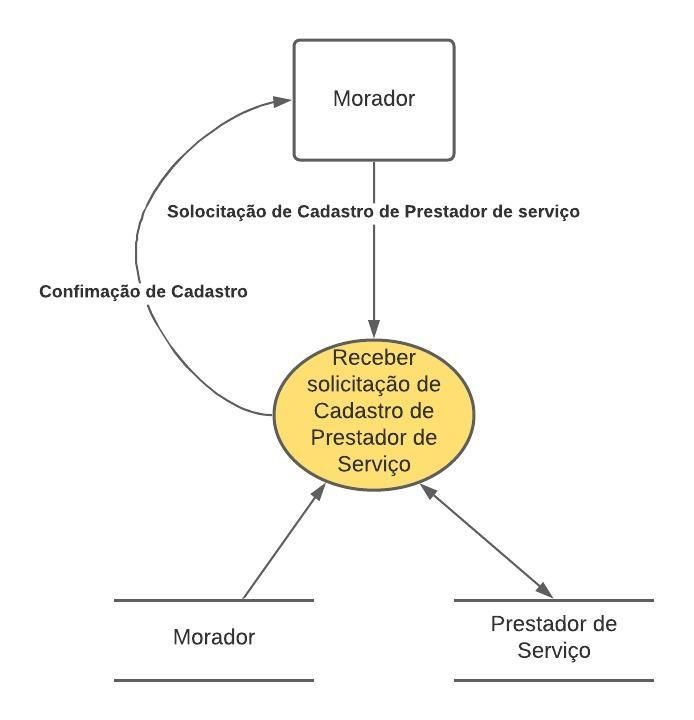 Morador
Solocitação de Cadastro de Prestador de serviço
Confimação de Cadastro
Receber
solicitação de
Cadastro de
Prestador de
Serviço
Morador
Prestador de
Serviço